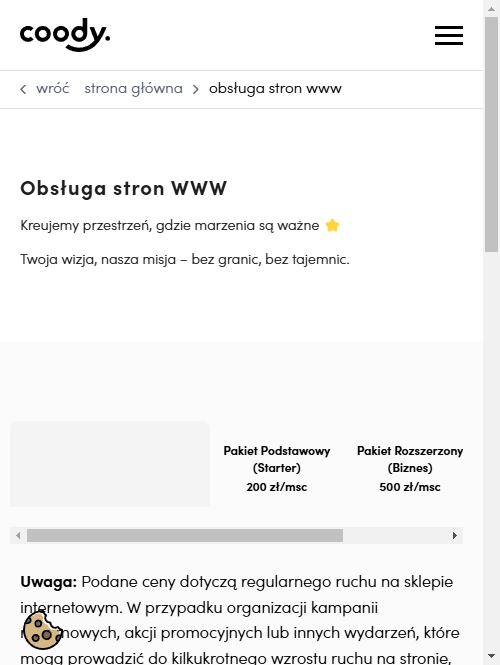 coody.
wróć strona główna obsługa stron www
Obsługa stron WWW
Kreujemy przestrzeń, gdzie marzenia są ważne
Twoja wizja, nasza misja – bez granic, bez tajemnic.
Pakiet Podstawowy
(Starter)
200 zł/msc
Pakiet Rozszerzony
(Biznes)
500 zł/msc
Uwaga: Podane ceny dotyczą regularnego ruchu na sklepie
internetowym. W przypadku organizacji kampanii
akcji promocyjnych lub innych wydarzeń, które
mogą prowadzić do kilkukrotnego wzrostu ruchu na stronie,